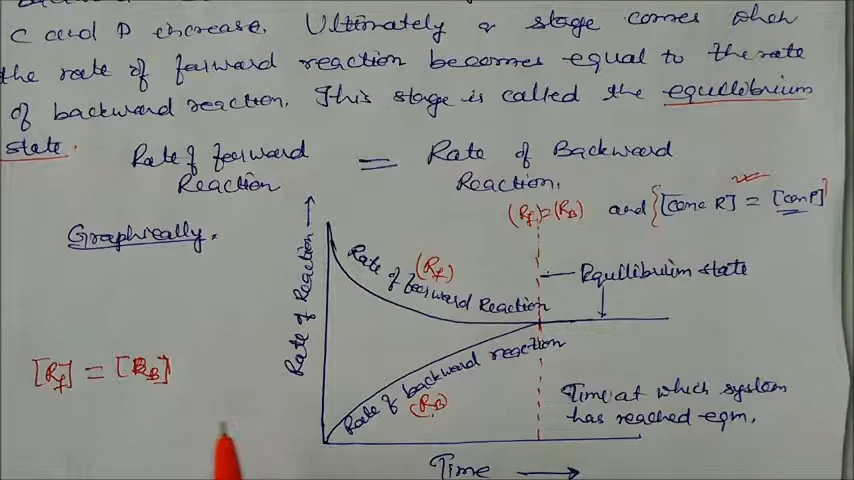 C and D increase. Ultimately a stage comes when
the rate of forward reaction becomes equal to the rate
of backward reaction. This stage is called the equilibrium
state.
Rate of forward Reaction = Rate of Backward Reaction.
(Rf)=(RB) and {[conc R] = [con P]}
Graphically.
Rate of Reaction
Rate of forward Reaction
(Rf)
Equilibrium state
[Rf] = [RB]
Rate of backward reaction
(RB)
Time at which system
has reached eqm.
Time